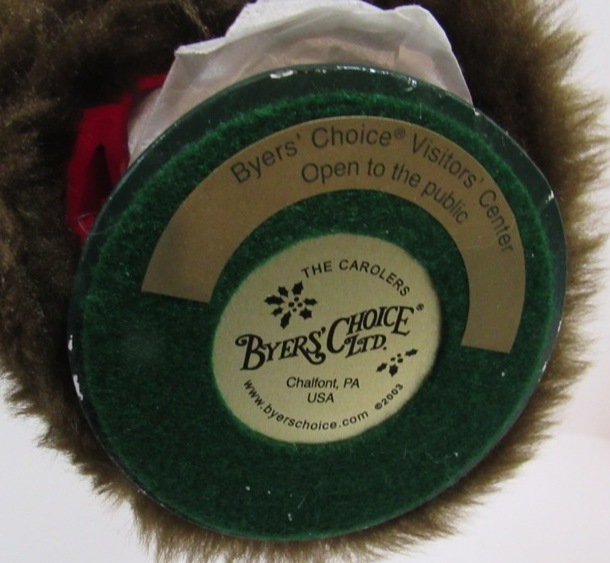 Byers' Choice® Visitors' Center
Open to the public
THE CAROLERS
BYERS' CHOICE®
LTD.
Chalfont, PA
USA
www.byerschoice.com ©2003